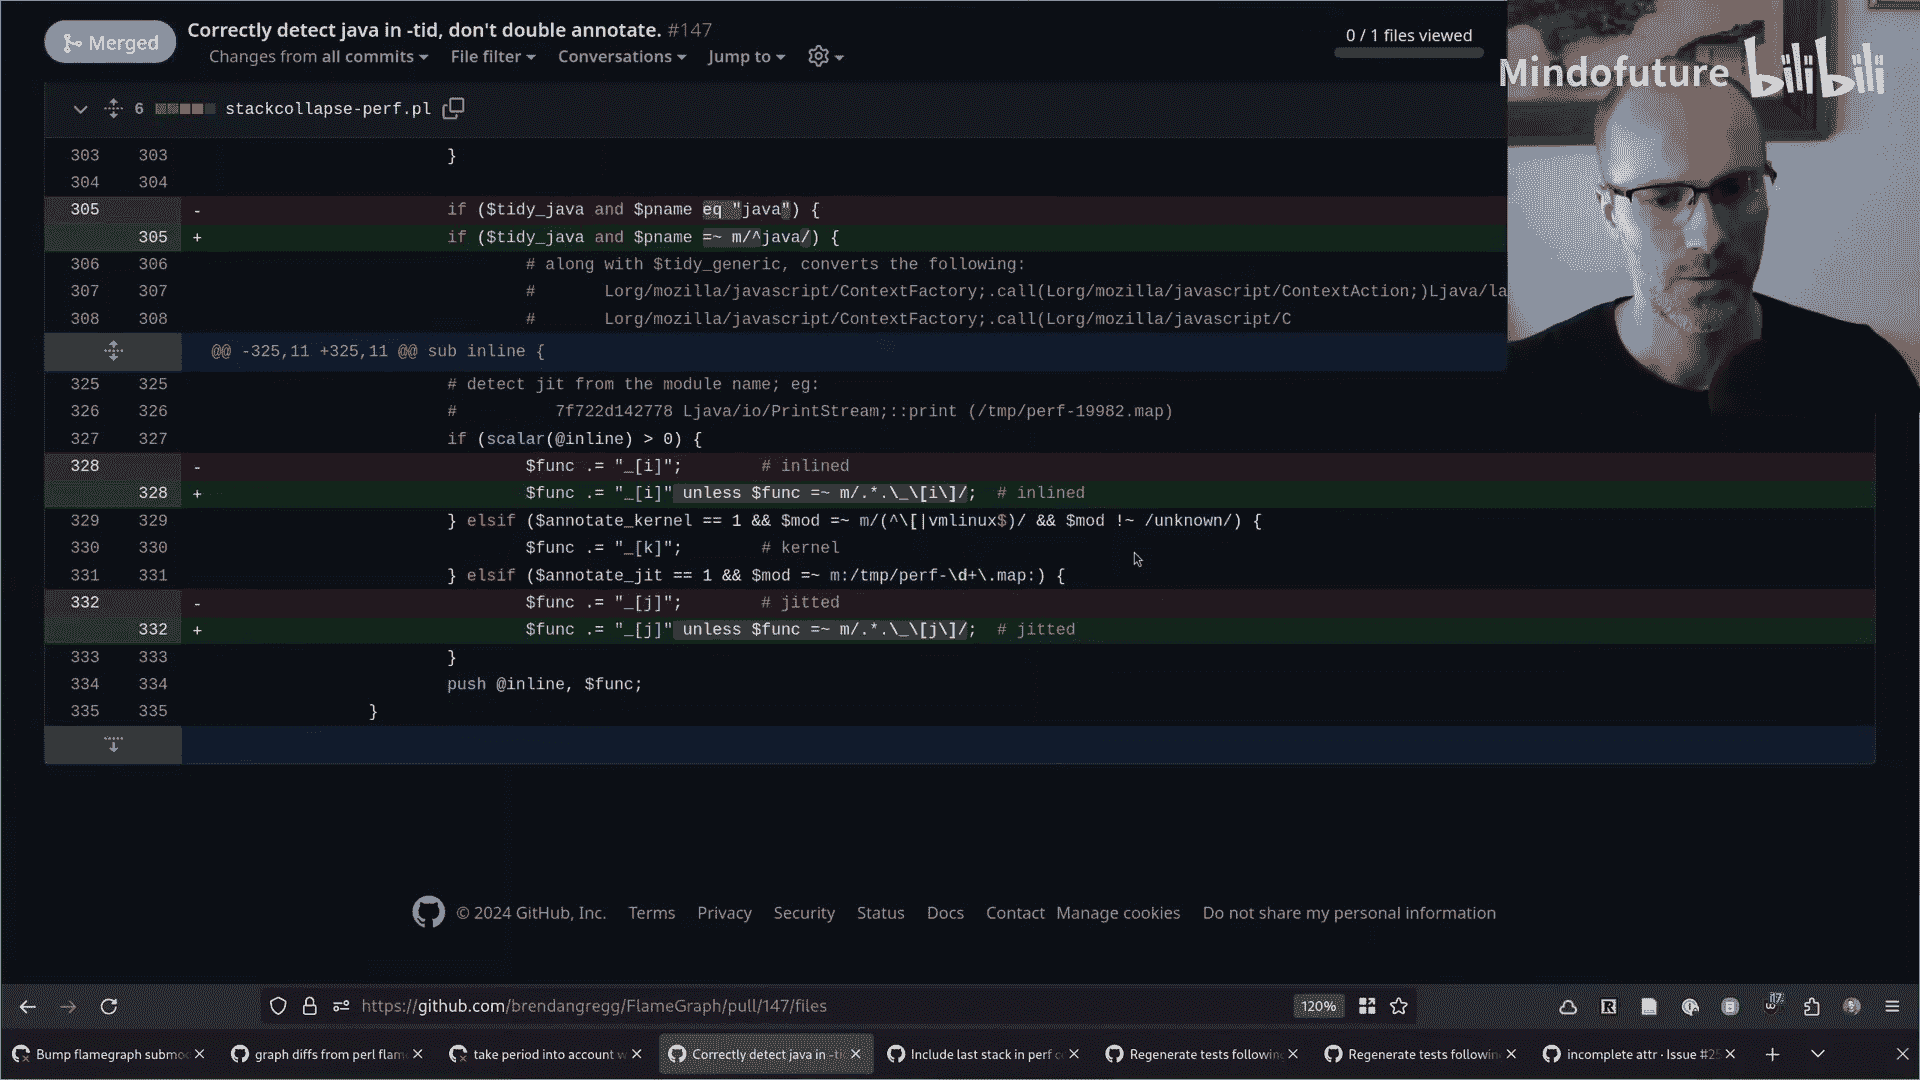 Merged
Correctly detect java in -tid, don't double annotate. #147
Changes from all commits File filter Conversations Jump to
0 / 1 files viewed
Mindofuture bilibili
6 stackcollapse-perf.pl
303 303 }
304 304
305 - if ($tidy_java and $pname eq "java") {
305 + if ($tidy_java and $pname =~ m/^java/) {
306 306 # along with $tidy_generic, converts the following:
307 307 # Lorg/mozilla/javascript/ContextFactory;.call(Lorg/mozilla/javascript/ContextAction;)Ljava/la
308 308 # Lorg/mozilla/javascript/ContextFactory;.call(Lorg/mozilla/javascript/C
@@ -325,11 +325,11 @@ sub inline {
325 325 # detect jit from the module name; eg:
326 326 # 7f722d142778 Ljava/io/PrintStream;::print (/tmp/perf-19982.map)
327 327 if (scalar(@inline) > 0) {
328 - $func .= "_[i]"; # inlined
328 + $func .= "_[i]" unless $func =~ m/.*.\_\[i\]/; # inlined
329 329 } elsif ($annotate_kernel == 1 && $mod =~ m/(^\[|vmlinux$)/ && $mod !~ /unknown/) {
330 330 $func .= "_[k]"; # kernel
331 331 } elsif ($annotate_jit == 1 && $mod =~ m:/tmp/perf-\d+\.map:) {
332 - $func .= "_[j]"; # jitted
332 + $func .= "_[j]" unless $func =~ m/.*.\_\[j\]/; # jitted
333 333 }
334 334 push @inline, $func;
335 335 }
© 2024 GitHub, Inc. Terms Privacy Security Status Docs Contact Manage cookies Do not share my personal information
https://github.com/brendangregg/FlameGraph/pull/147/files 120%
Bump flamegraph submo graph diffs from perl flam take period into account w Correctly detect java in -ti Include last stack in perf c Regenerate tests followin Regenerate tests followin incomplete attr · Issue #25